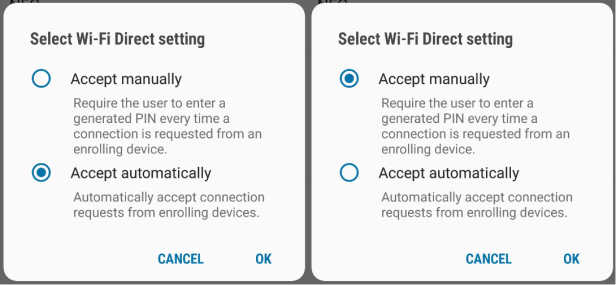 Select Wi-Fi Direct setting
Accept manually
Require the user to enter a
generated PIN every time a
connection is requested from an
enrolling device.
Accept automatically
Automatically accept connection
requests from enrolling devices.
CANCEL OK
Select Wi-Fi Direct setting
Accept manually
Require the user to enter a
generated PIN every time a
connection is requested from an
enrolling device.
Accept automatically
Automatically accept connection
requests from enrolling devices.
CANCEL OK